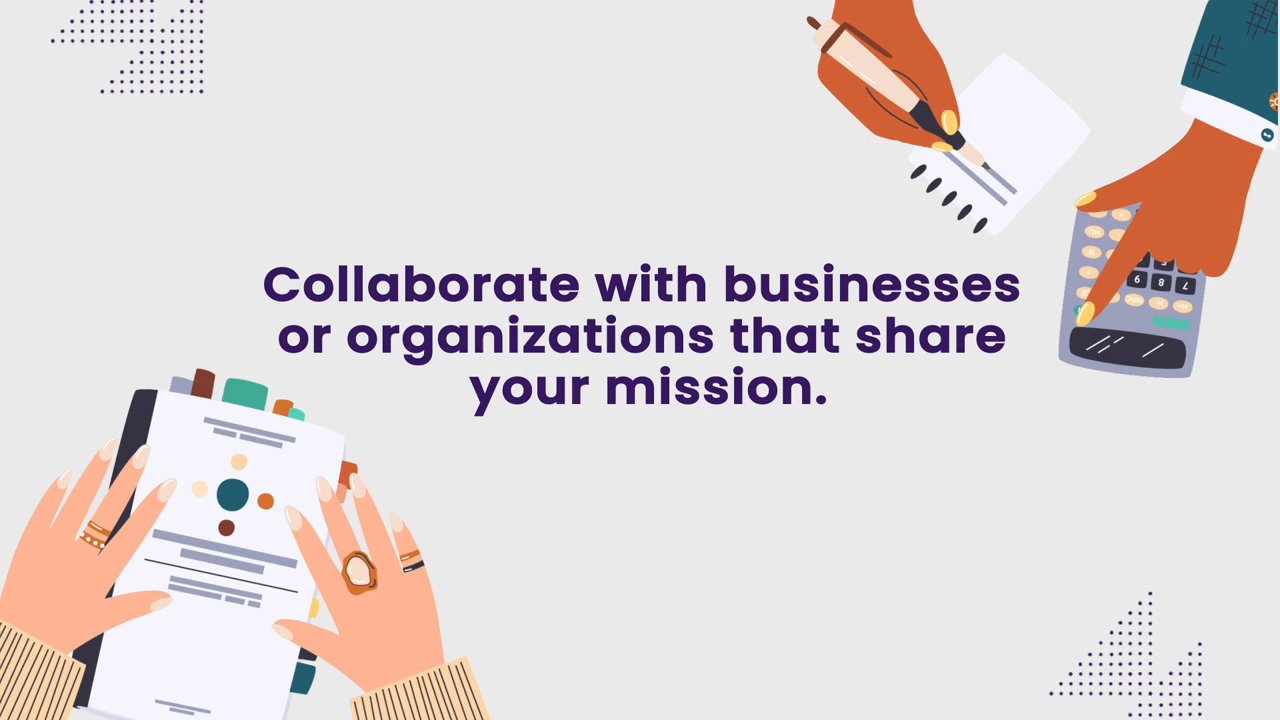 Collaborate with businesses
or organizations that share
your mission.